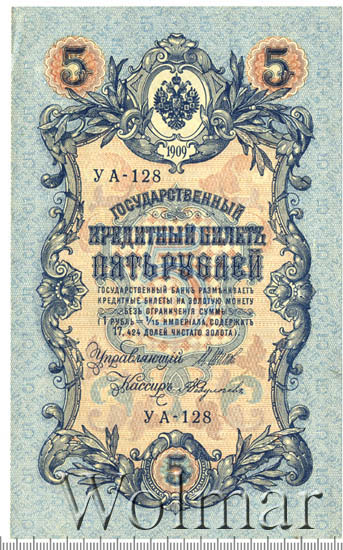 5 5
1909
УА-128
ГОСУДАРСТВЕННЫЙ
КРЕДИТНЫЙ БИЛЕТЪ
ПЯТЬ РУБЛЕЙ
ГОСУДАРСТВЕННЫЙ БАНКЪ РАЗМѢНИВАЕТЪ
КРЕДИТНЫЕ БИЛЕТЫ НА ЗОЛОТУЮ МОНЕТУ
БЕЗЪ ОГРАНИЧЕНІЯ СУММЫ
(1 РУБЛЬ = 1/15 ИМПЕРІАЛА, СОДЕРЖИТЪ
17,424 ДОЛЕЙ ЧИСТАГО ЗОЛОТА).
Управляющій
Кассиръ
УА-128
5
Wolmar